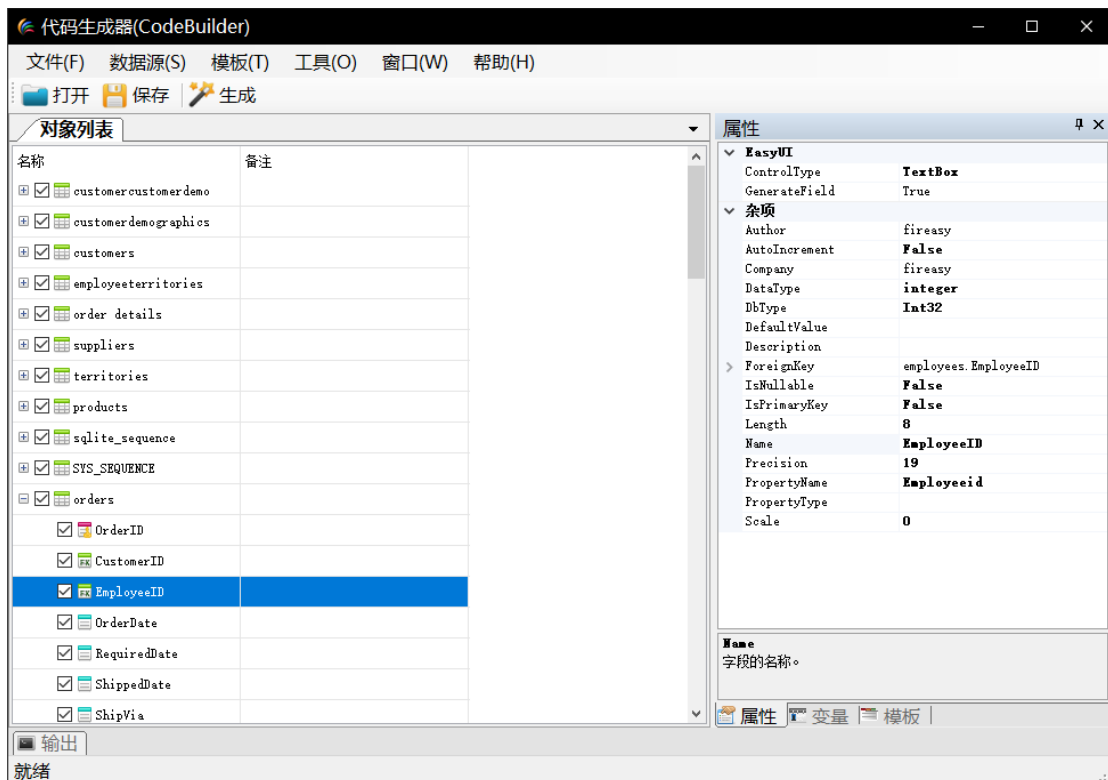 代码生成器(CodeBuilder)
文件(F) 数据源(S) 模板(T) 工具(O) 窗口(W) 帮助(H)
打开 保存 生成
对象列表
名称 备注
customercustomerdemo
customerdemographics
customers
employeeterritories
order details
suppliers
territories
products
sqlite_sequence
SYS_SEQUENCE
orders
OrderID
FK CustomerID
FK EmployeeID
OrderDate
RequiredDate
ShippedDate
ShipVia
属性
EasyUI
ControlType TextBox
GenerateField True
杂项
Author fireasy
AutoIncrement False
Company fireasy
DataType integer
DbType Int32
DefaultValue
Description
ForeignKey employees.EmployeeID
IsNullable False
IsPrimaryKey False
Length 8
Name EmployeeID
Precision 19
PropertyName Employeeid
PropertyType
Scale 0
Name
字段的名称。
属性 变量 模板
输出
就绪